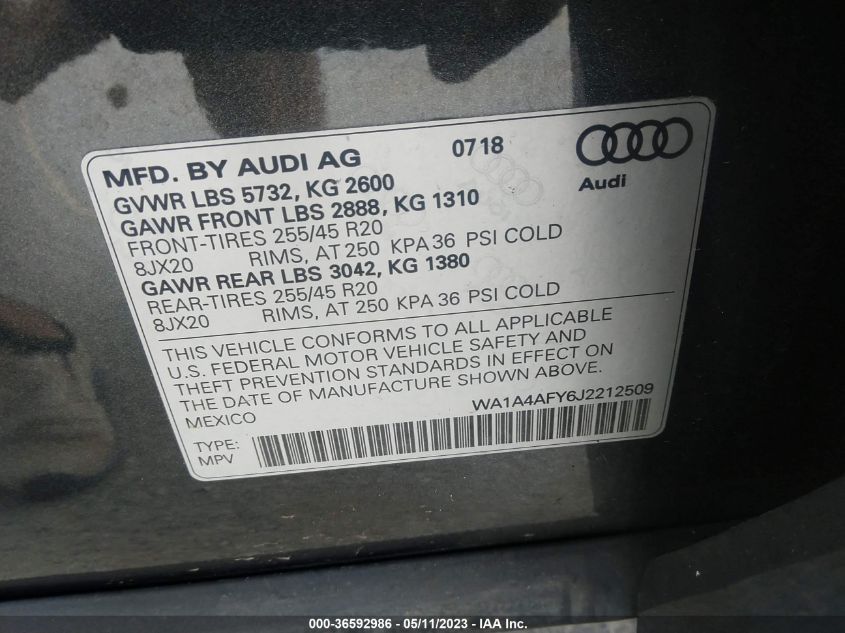 MFD. BY AUDI AG 0718
Audi
GVWR LBS 5732, KG 2600
GAWR FRONT LBS 2888, KG 1310
FRONT-TIRES 255/45 R20
8JX20 RIMS, AT 250 KPA 36 PSI COLD
GAWR REAR LBS 3042, KG 1380
REAR-TIRES 255/45 R20
8JX20 RIMS, AT 250 KPA 36 PSI COLD
THIS VEHICLE CONFORMS TO ALL APPLICABLE
U.S. FEDERAL MOTOR VEHICLE SAFETY AND
THEFT PREVENTION STANDARDS IN EFFECT ON
THE DATE OF MANUFACTURE SHOWN ABOVE.
MEXICO WA1A4AFY6J2212509
TYPE:
MPV
000-36592986 - 05/11/2023 - www.iaai.com.